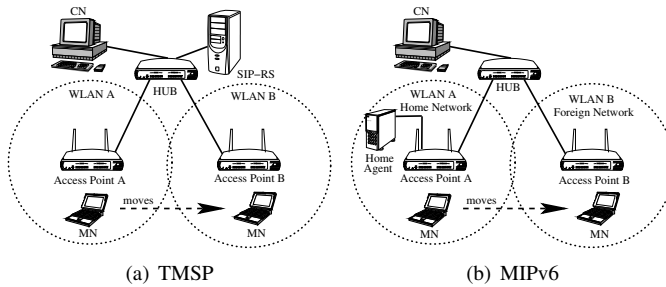 CN
SIP–RS
HUB
WLAN A
WLAN B
Access Point A
Access Point B
moves
MN
MN
(a) TMSP
CN
HUB
WLAN A
Home Network
WLAN B
Foreign Network
Home
Agent
Access Point A
Access Point B
moves
MN
MN
(b) MIPv6